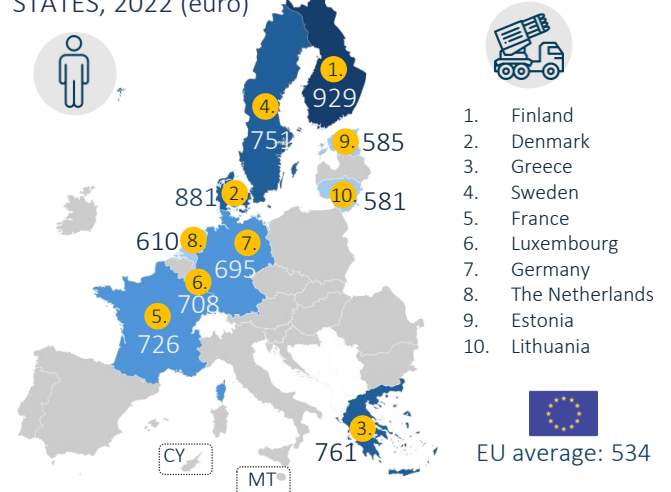 STATES, 2022 (euro)
1.
929
4.
751
9. 585
10. 581
881 2.
610 8.
7.
695
6.
708
5.
726
3.
761
CY
MT
1. Finland
2. Denmark
3. Greece
4. Sweden
5. France
6. Luxembourg
7. Germany
8. The Netherlands
9. Estonia
10. Lithuania
EU average: 534